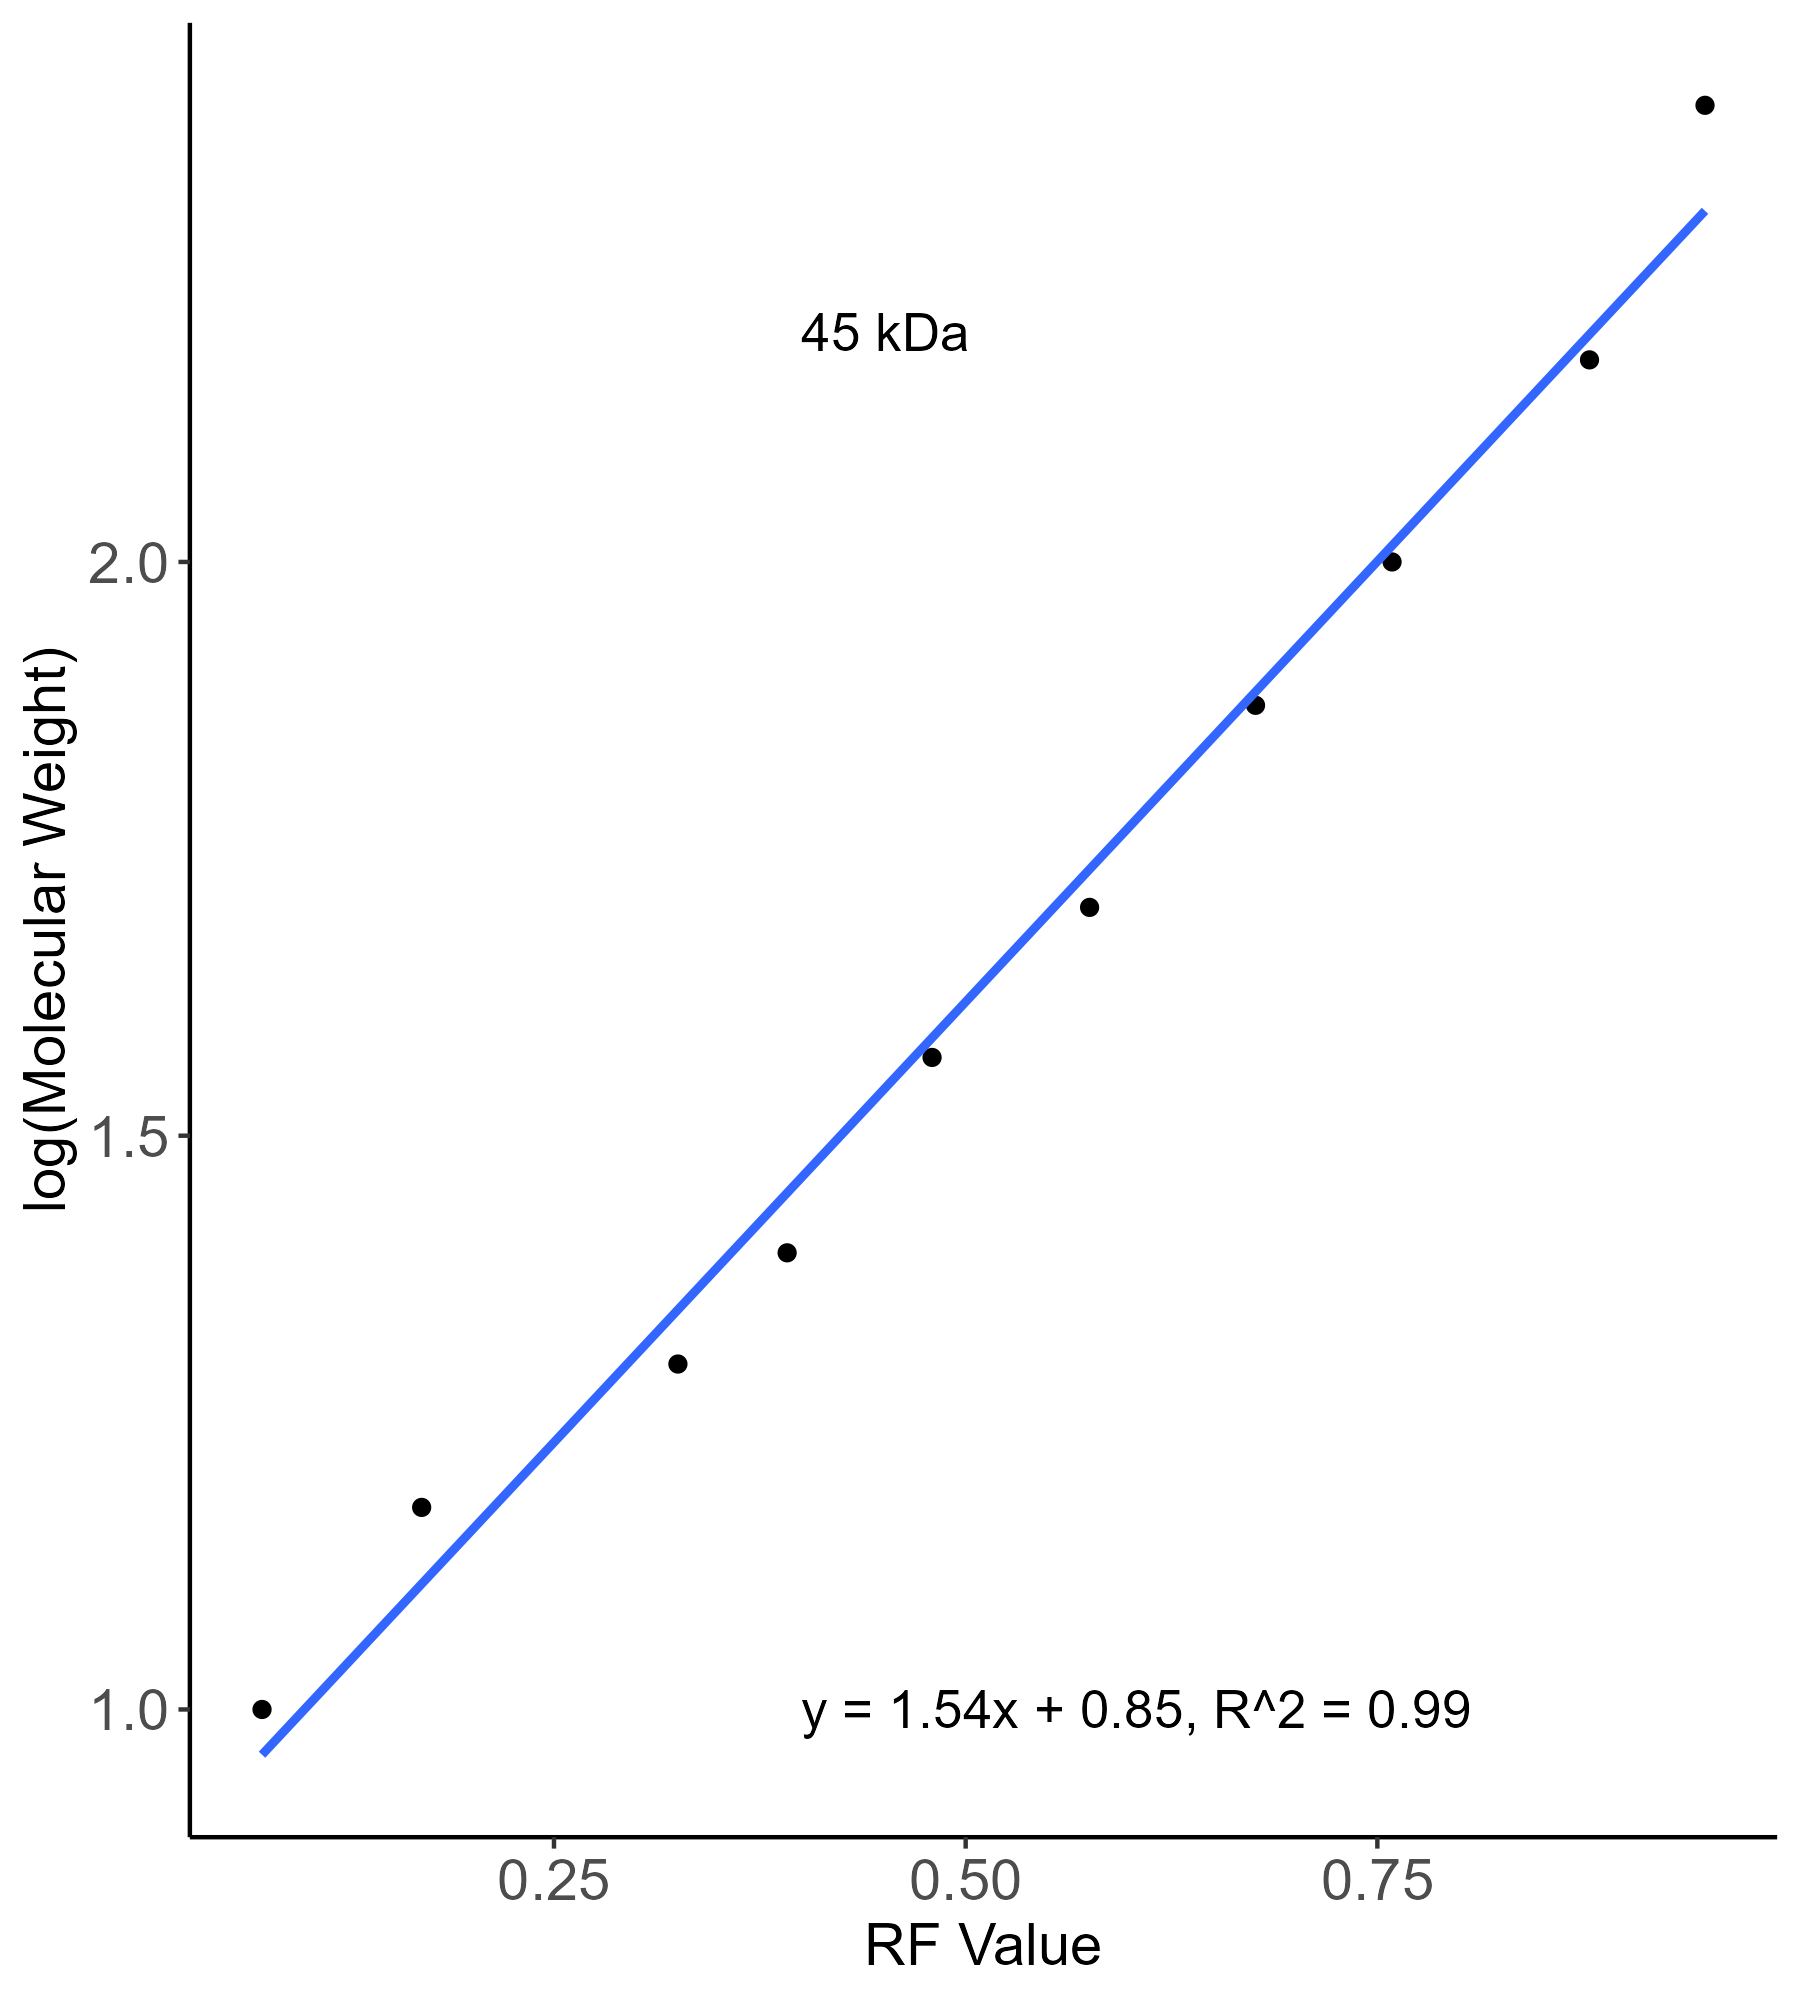 45 kDa
2.0
1.5
1.0
log(Molecular Weight)
y = 1.54x + 0.85, R^2 = 0.99
0.25 0.50 0.75
RF Value